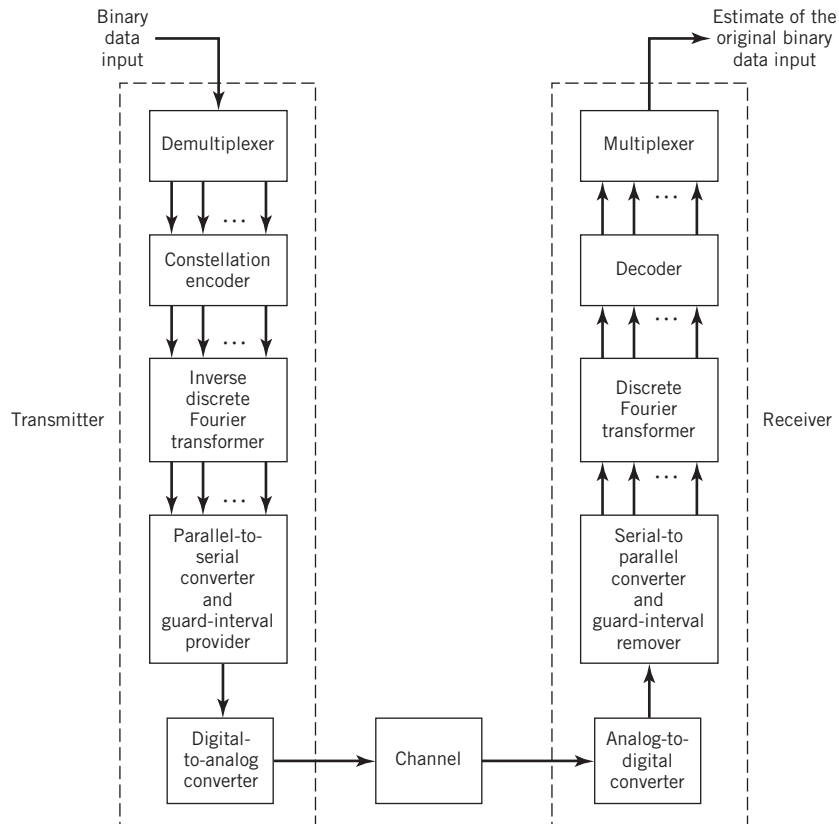 Binary
data
input
Estimate of the
original binary
data input
Demultiplexer
...
Constellation
encoder
...
Inverse
discrete
Fourier
transformer
...
Parallel-to-
serial
converter
and
guard-interval
provider
Digital-
to-analog
converter
Transmitter
Channel
Multiplexer
...
Decoder
...
Discrete
Fourier
transformer
...
Serial-to
parallel
converter
and
guard-interval
remover
Analog-to-
digital
converter
Receiver